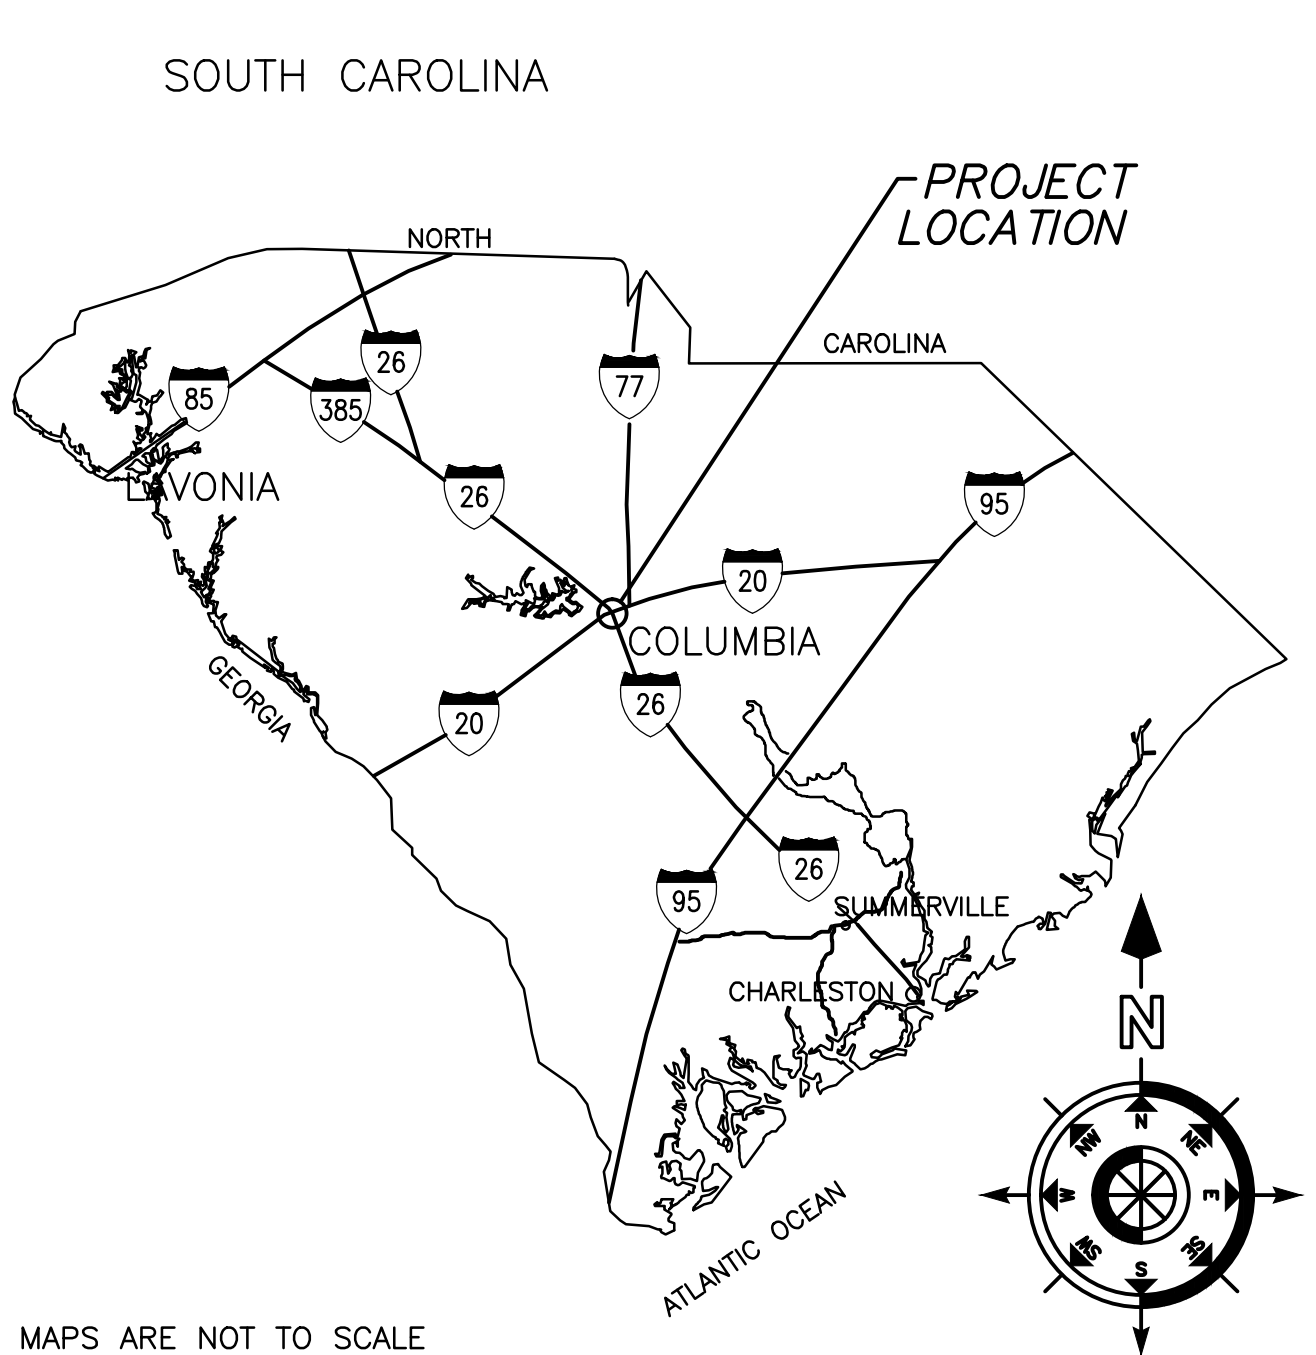 SOUTH CAROLINA
PROJECT
LOCATION
NORTH
CAROLINA
26
77
85
385
LAVONIA
26
95
20
COLUMBIA
GEORGIA
26
20
26
95
SUMMERVILLE
CHARLESTON
N
N
NW
NE
W
E
SW
SE
S
ATLANTIC OCEAN
MAPS ARE NOT TO SCALE